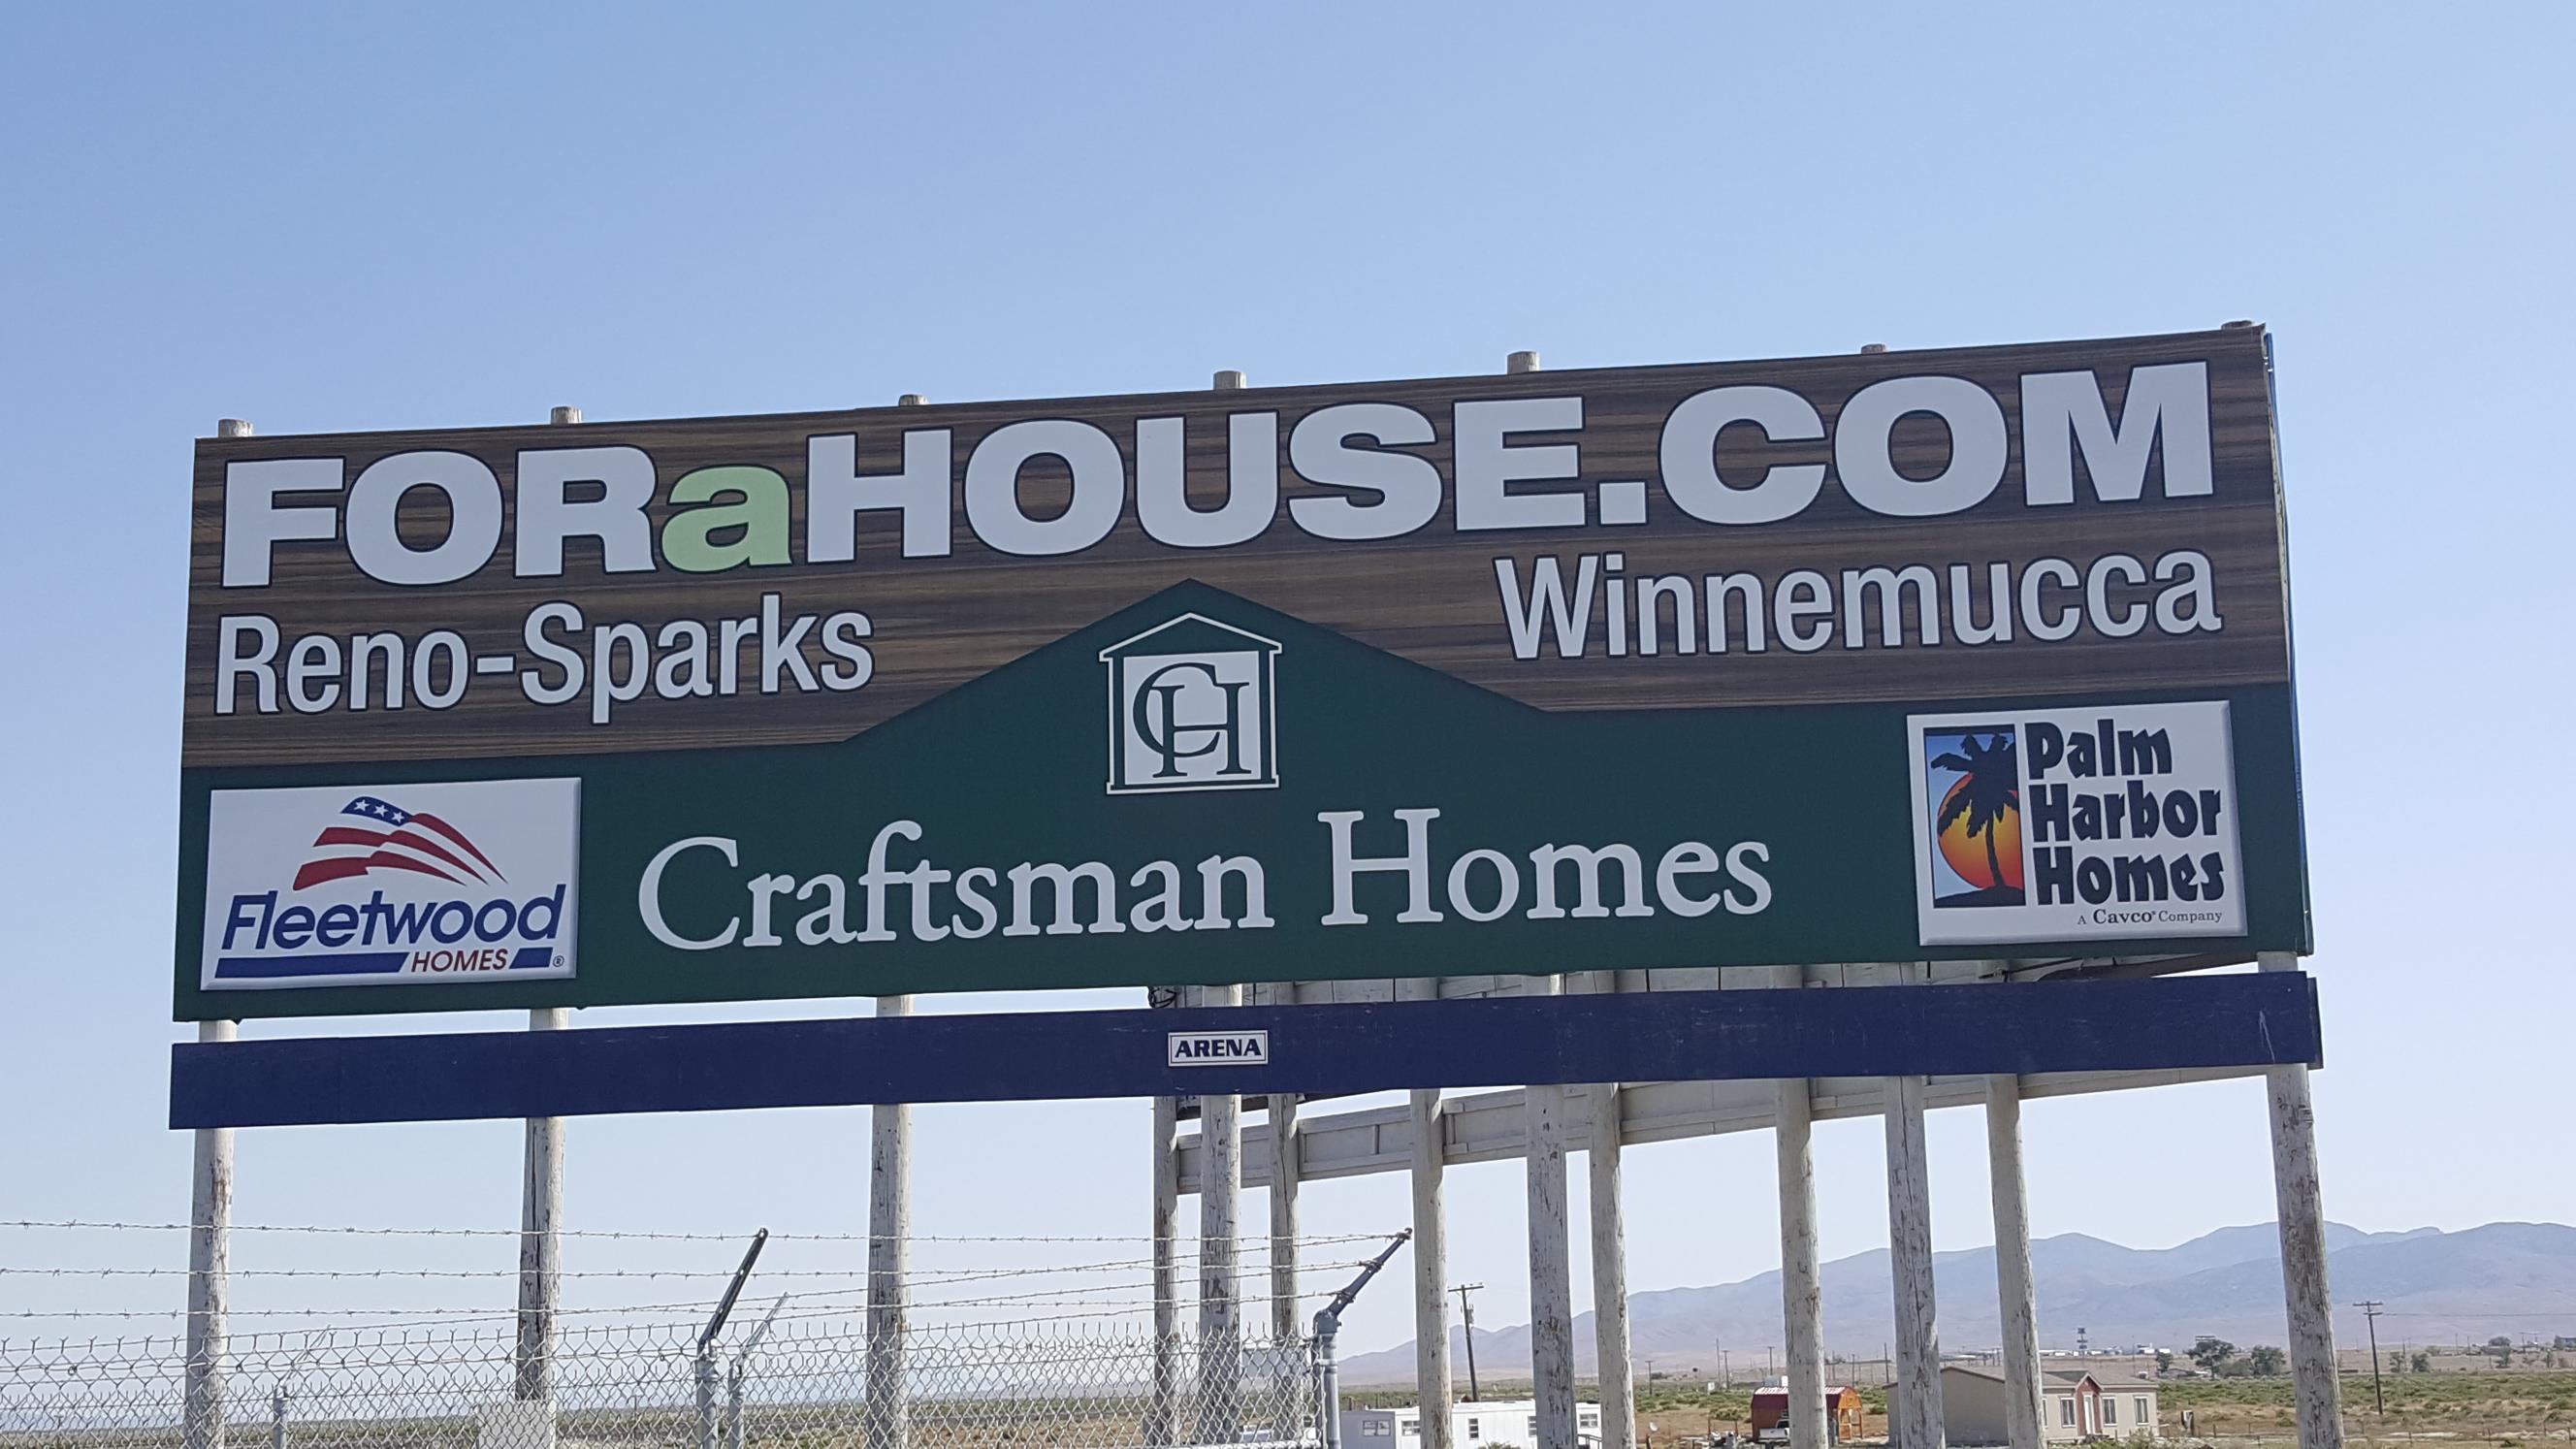 FORaHOUSE.COM
Reno-Sparks
Winnemucca
CH
Fleetwood
HOMES®
Craftsman Homes
Palm
Harbor
Homes
A Cavco® Company
ARENA